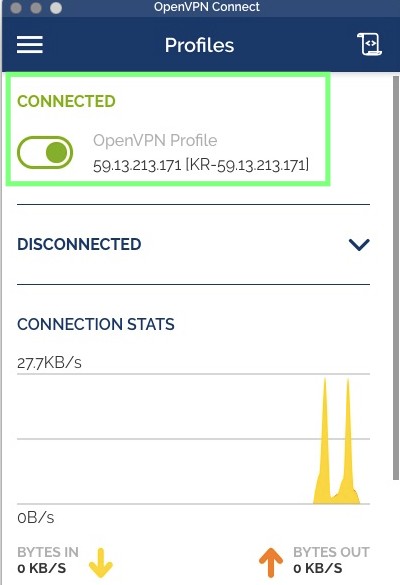 OpenVPN Connect
Profiles
CONNECTED
OpenVPN Profile
59.13.213.171 [KR-59.13.213.171]
DISCONNECTED
CONNECTION STATS
27.7KB/s
0B/s
BYTES IN
0 KB/S
BYTES OUT
0 KB/S